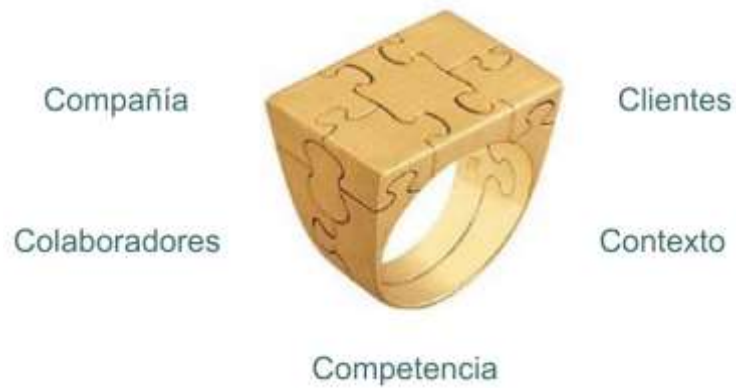 Compañía
Clientes
Colaboradores
Contexto
Competencia